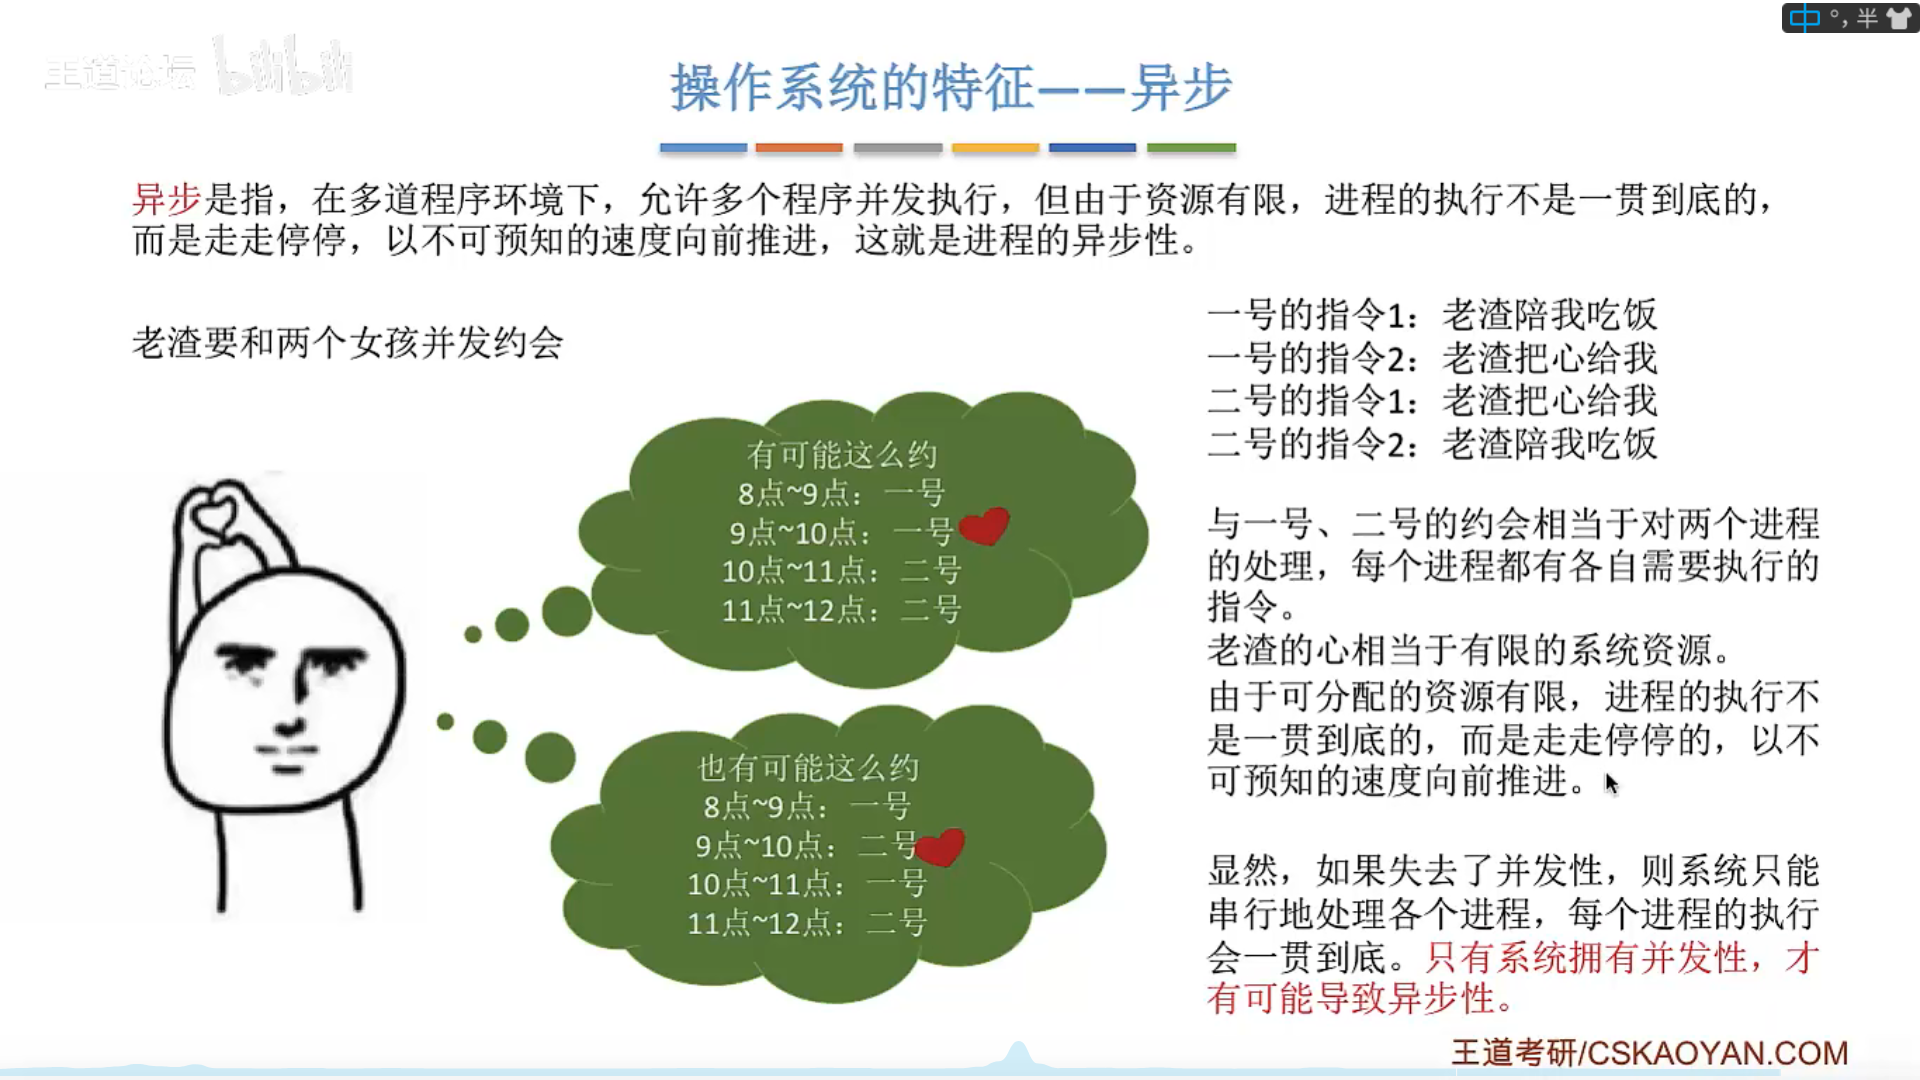 中 °, 半
王道论坛 bilibili
操作系统的特征——异步
异步是指，在多道程序环境下，允许多个程序并发执行，但由于资源有限，进程的执行不是一贯到底的，
而是走走停停，以不可预知的速度向前推进，这就是进程的异步性。
老渣要和两个女孩并发约会
有可能这么约
8点~9点：一号
9点~10点：一号
10点~11点：二号
11点~12点：二号
也有可能这么约
8点~9点：一号
9点~10点：二号
10点~11点：一号
11点~12点：二号
一号的指令1：老渣陪我吃饭
一号的指令2：老渣把心给我
二号的指令1：老渣把心给我
二号的指令2：老渣陪我吃饭
与一号、二号的约会相当于对两个进程
的处理，每个进程都有各自需要执行的
指令。
老渣的心相当于有限的系统资源。
由于可分配的资源有限，进程的执行不
是一贯到底的，而是走走停停的，以不
可预知的速度向前推进。
显然，如果失去了并发性，则系统只能
串行地处理各个进程，每个进程的执行
会一贯到底。只有系统拥有并发性，才
有可能导致异步性。
王道考研/CSKAOYAN.COM